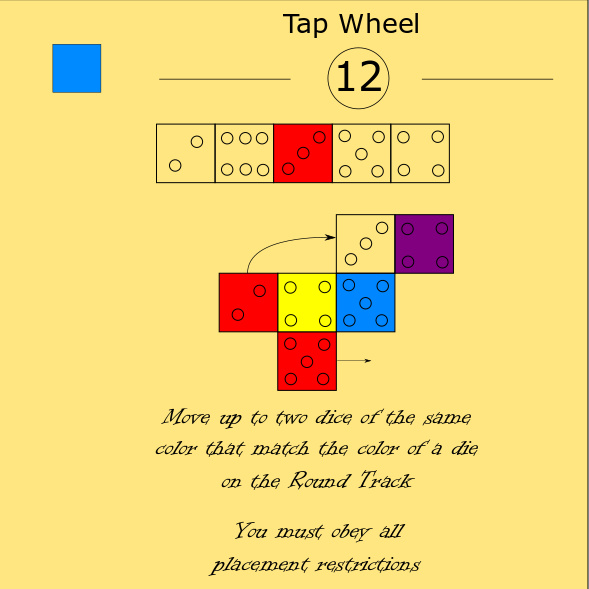 Tap Wheel
12
Move up to two dice of the same
color that match the color of a die
on the Round Track
You must obey all
placement restrictions